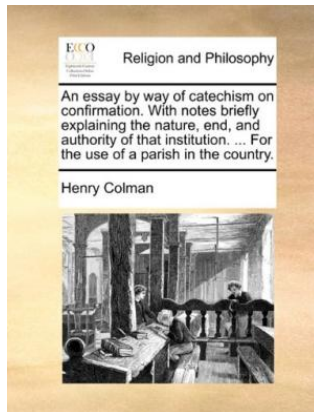 ECCO
Religion and Philosophy
An essay by way of catechism on
confirmation. With notes briefly
explaining the nature, end, and
authority of that institution. ... For
the use of a parish in the country.
Henry Colman